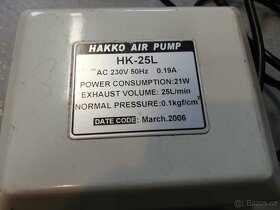 HAKKO AIR PUMP
HK-25L
AC 230V 50Hz 0.19A
POWER CONSUMPTION:21W
EXHAUST VOLUME: 25L/min
NORMAL PRESSURE:0.1kgf/cm²
DATE CODE: March.2006
Bazoš.cz